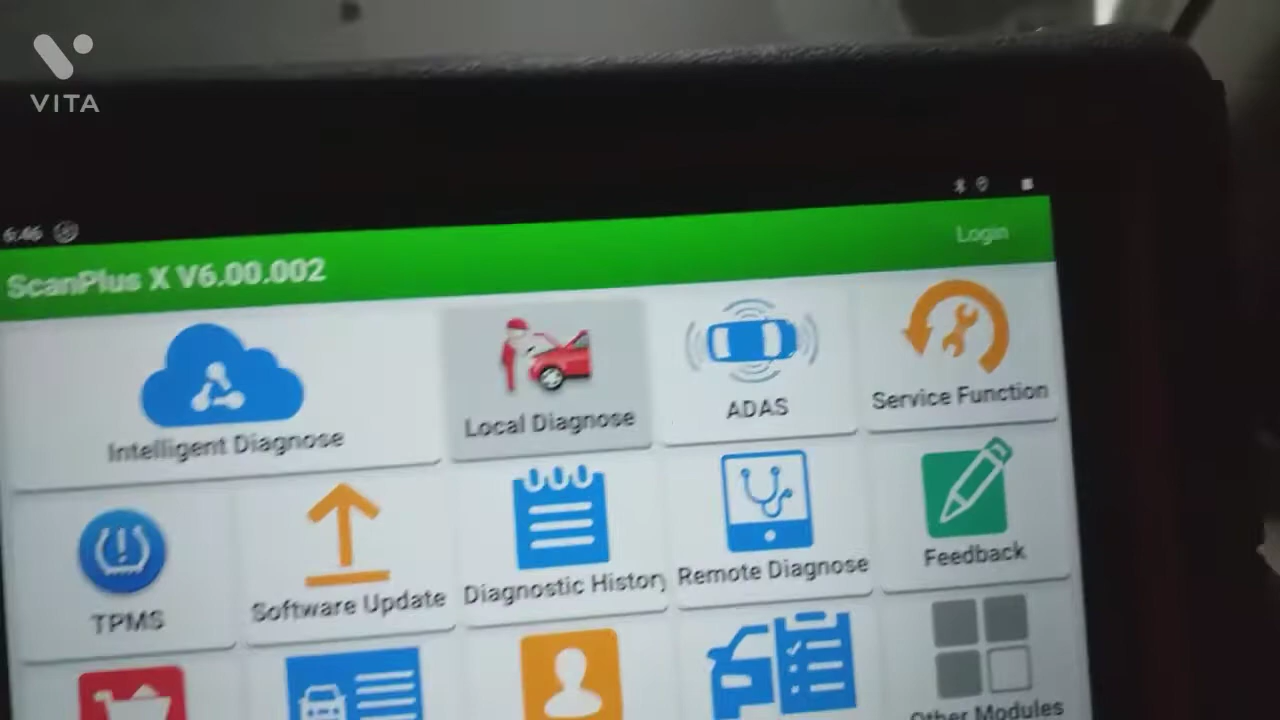 VITA
6:46
Login
ScanPlus X V6.00.002
Intelligent Diagnose
Local Diagnose
ADAS
Service Function
TPMS
Software Update
Diagnostic History
Remote Diagnose
Feedback
Other Modules